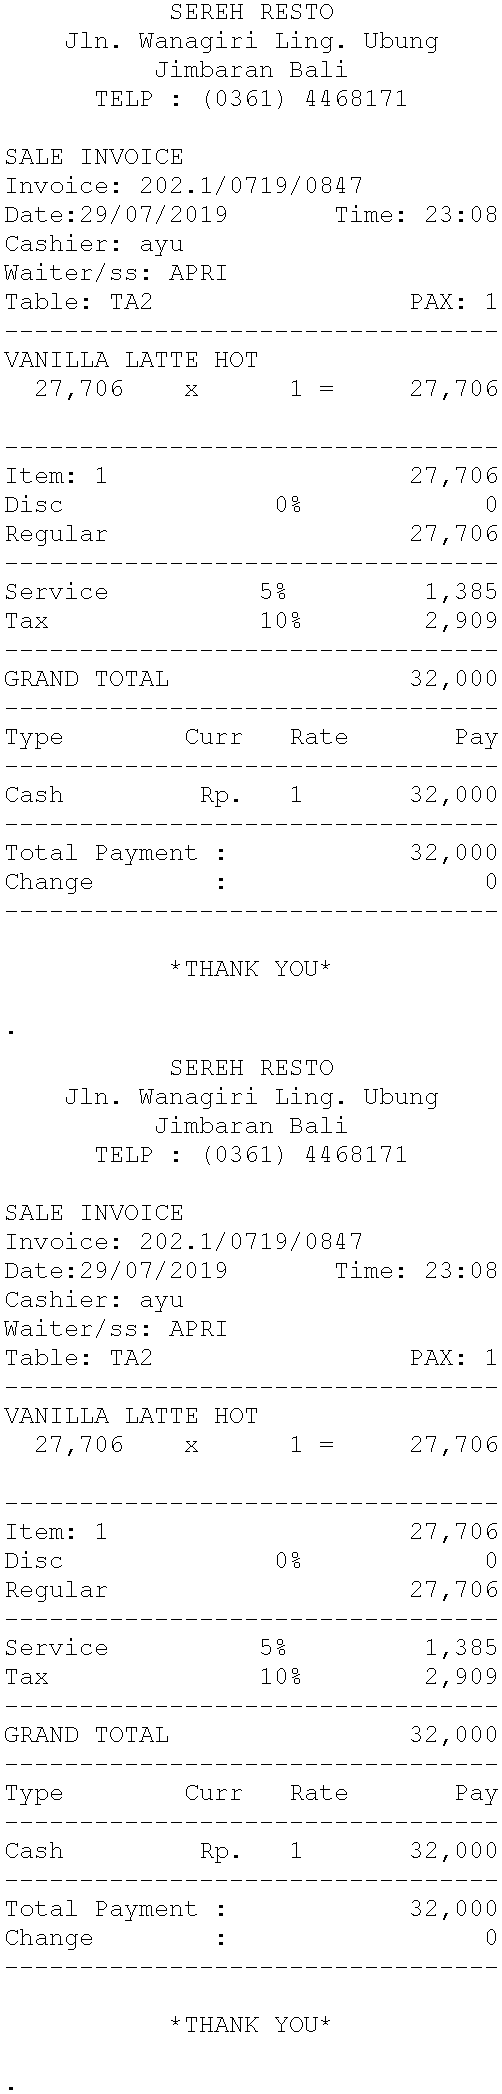 SEREH RESTO
Jln. Wanagiri Ling. Ubung
Jimbaran Bali
TELP : (0361) 4468171
SALE INVOICE
Invoice: 202.1/0719/0847
Date:29/07/2019 Time: 23:08
Cashier: ayu
Waiter/ss: APRI
Table: TA2 PAX: 1
---------------------------------
VANILLA LATTE HOT
27,706 x 1 = 27,706
---------------------------------
Item: 1 27,706
Disc 0% 0
Regular 27,706
---------------------------------
Service 5% 1,385
Tax 10% 2,909
---------------------------------
GRAND TOTAL 32,000
---------------------------------
Type Curr Rate Pay
---------------------------------
Cash Rp. 1 32,000
---------------------------------
Total Payment : 32,000
Change : 0
---------------------------------
*THANK YOU*
.
SEREH RESTO
Jln. Wanagiri Ling. Ubung
Jimbaran Bali
TELP : (0361) 4468171
SALE INVOICE
Invoice: 202.1/0719/0847
Date:29/07/2019 Time: 23:08
Cashier: ayu
Waiter/ss: APRI
Table: TA2 PAX: 1
---------------------------------
VANILLA LATTE HOT
27,706 x 1 = 27,706
---------------------------------
Item: 1 27,706
Disc 0% 0
Regular 27,706
---------------------------------
Service 5% 1,385
Tax 10% 2,909
---------------------------------
GRAND TOTAL 32,000
---------------------------------
Type Curr Rate Pay
---------------------------------
Cash Rp. 1 32,000
---------------------------------
Total Payment : 32,000
Change : 0
---------------------------------
*THANK YOU*
.